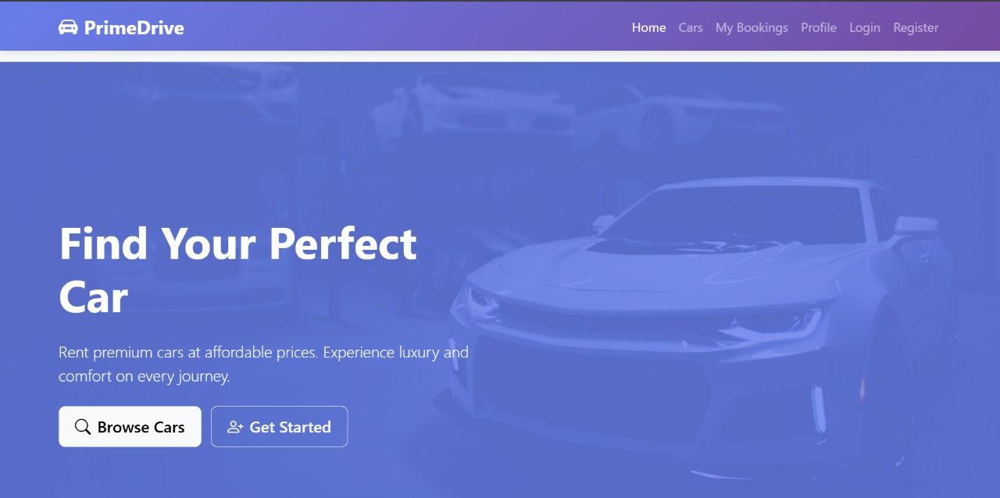 PrimeDrive
Home Cars My Bookings Profile Login Register
Find Your Perfect
Car
Rent premium cars at affordable prices. Experience luxury and
comfort on every journey.
Browse Cars Get Started